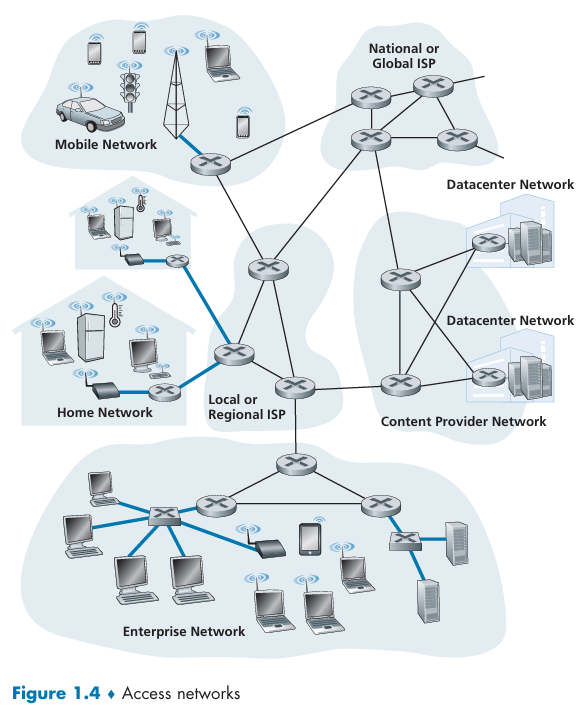 National or
Global ISP
Mobile Network
Datacenter Network
Datacenter Network
Home Network
Local or
Regional ISP
Content Provider Network
Enterprise Network
Figure 1.4 ♦ Access networks